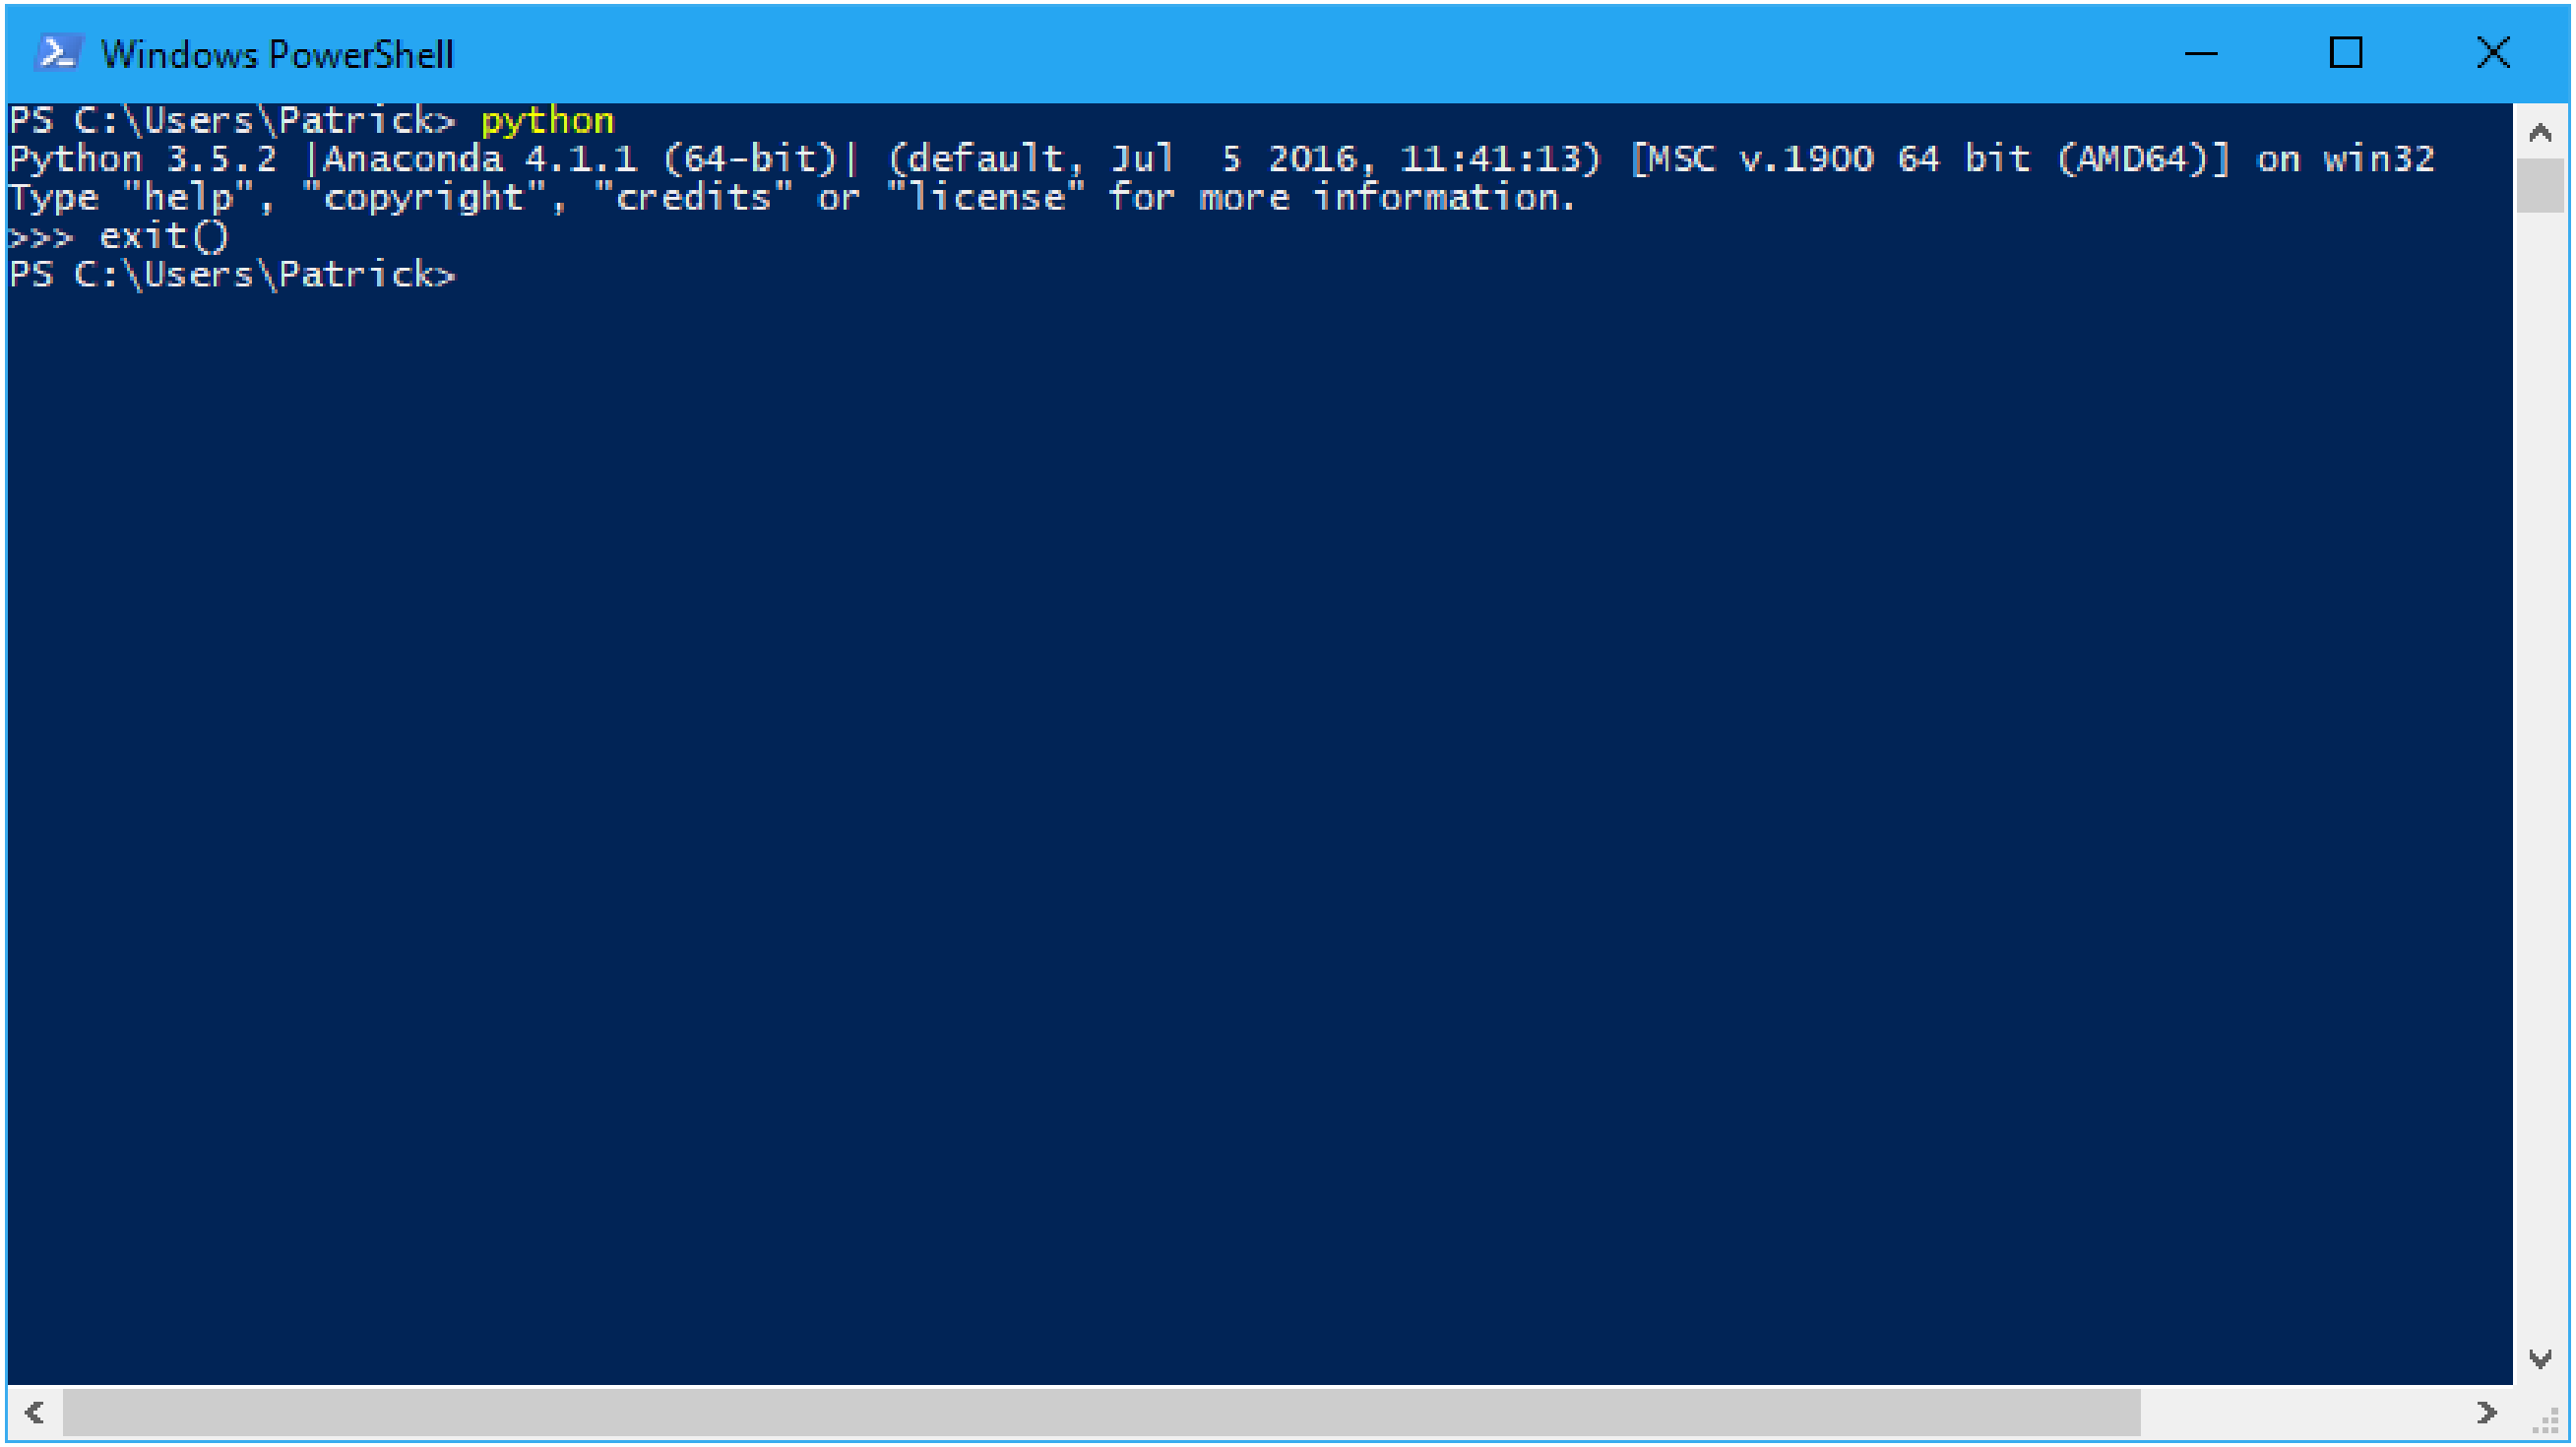 Windows PowerShell
PS C:\Users\Patrick> python
Python 3.5.2 |Anaconda 4.1.1 (64-bit)| (default, Jul  5 2016, 11:41:13) [MSC v.1900 64 bit (AMD64)] on win32
Type "help", "copyright", "credits" or "license" for more information.
>>> exit()
PS C:\Users\Patrick>